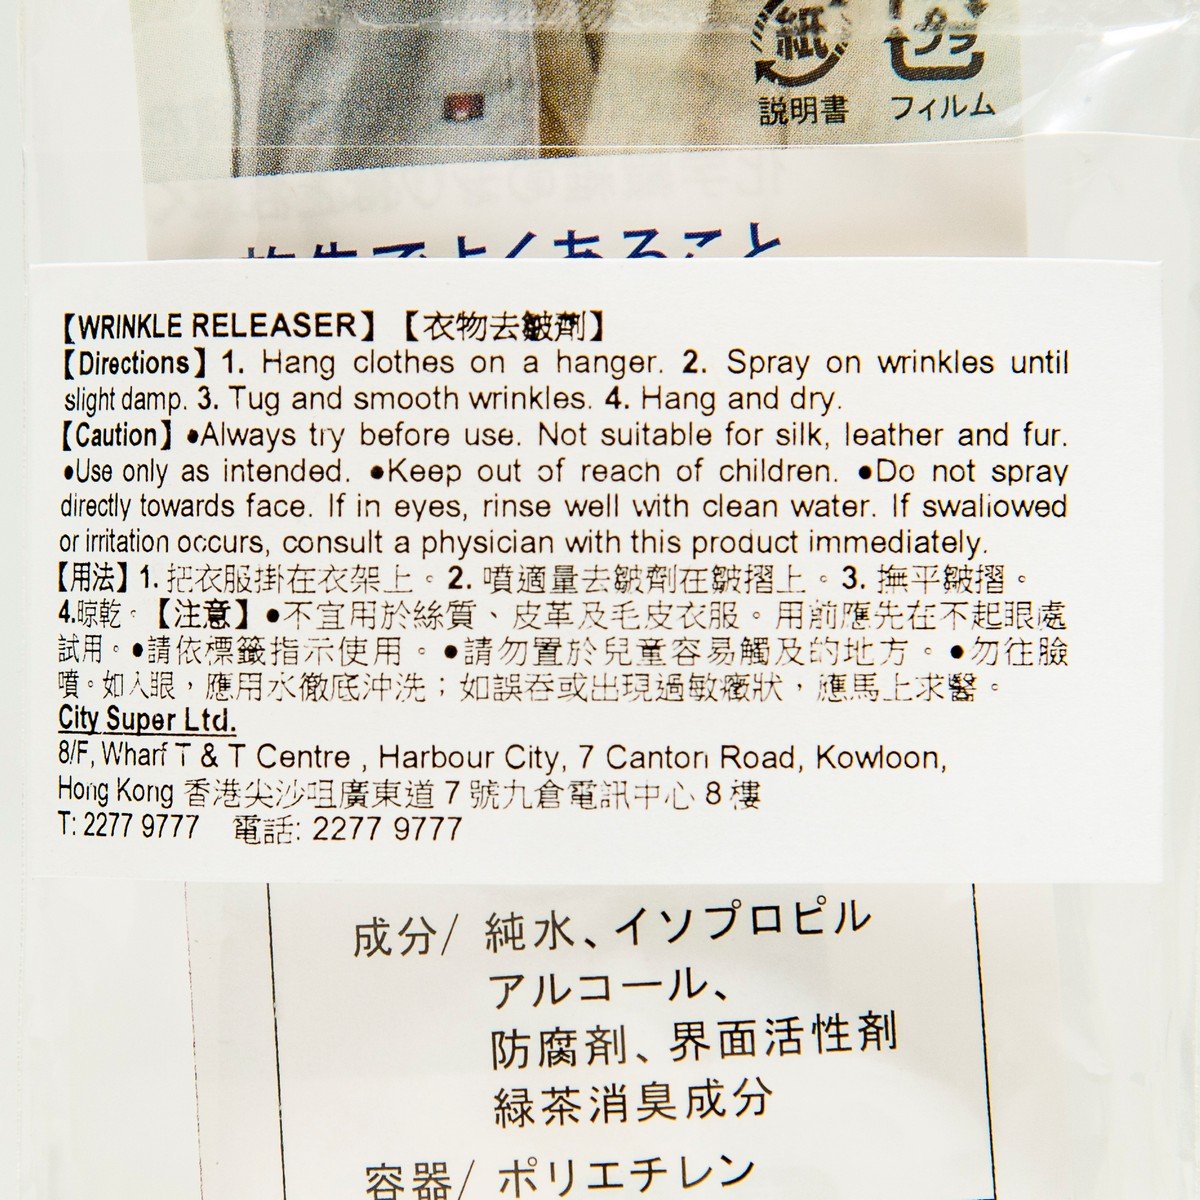 紙
プラ
説明書 フィルム
でよくあること
【WRINKLE RELEASER】【衣物去皺劑】
【Directions】1. Hang clothes on a hanger. 2. Spray on wrinkles until
slight damp. 3. Tug and smooth wrinkles. 4. Hang and dry.
【Caution】●Always try before use. Not suitable for silk, leather and fur.
●Use only as intended. ●Keep out of reach of children. ●Do not spray
directly towards face. If in eyes, rinse well with clean water. If swallowed
or irritation occurs, consult a physician with this product immediately.
【用法】1. 把衣服掛在衣架上。2. 噴適量去皺劑在皺摺上。3. 撫平皺摺。
4.晾乾。【注意】●不宜用於絲質、皮革及毛皮衣服。用前應先在不起眼處
試用。●請依標籤指示使用。●請勿置於兒童容易觸及的地方。●勿往臉
噴。如入眼，應用水徹底沖洗；如誤吞或出現過敏癥狀，應馬上求醫。
City Super Ltd.
8/F, Wharf T & T Centre , Harbour City, 7 Canton Road, Kowloon,
Hong Kong 香港尖沙咀廣東道 7 號九倉電訊中心 8 樓
T: 2277 9777 電話: 2277 9777
成分/ 純水、イソプロピル
アルコール、
防腐剤、界面活性剤
緑茶消臭成分
容器/ ポリエチレン